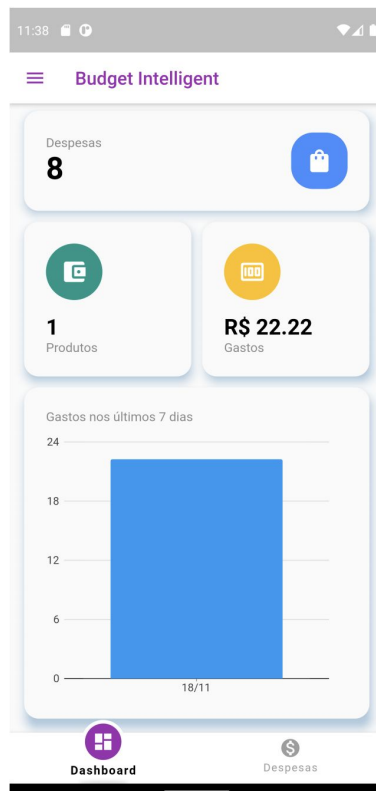 11:38
Budget Intelligent
Despesas
8
1
Produtos
100
R$ 22.22
Gastos
Gastos nos últimos 7 dias
24
18
12
6
0
18/11
Dashboard
$
Despesas